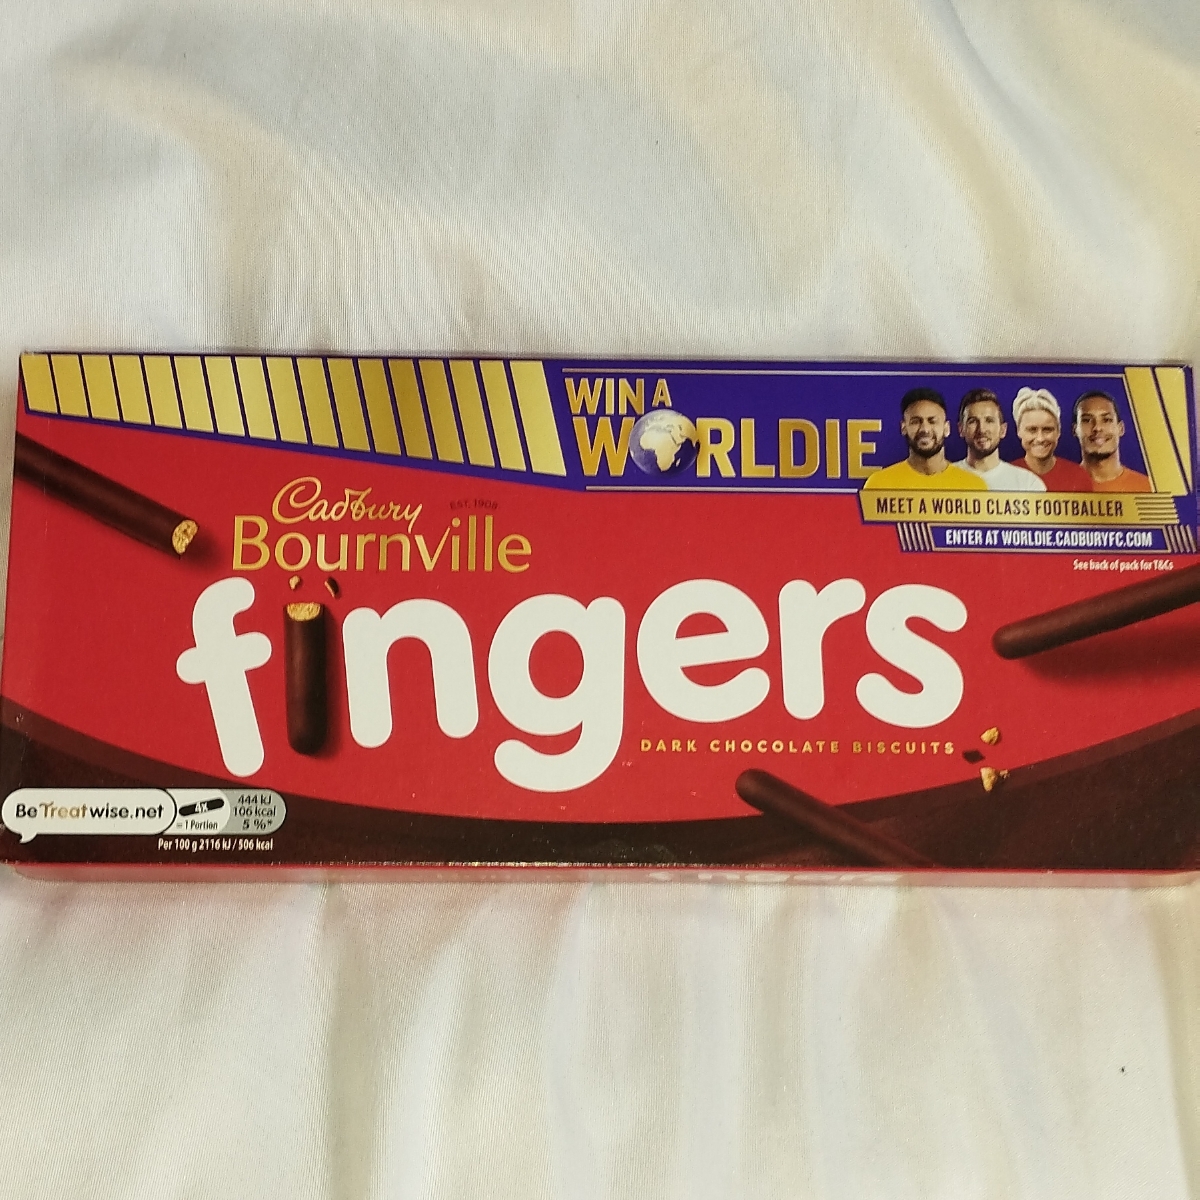 WIN A
WORLDIE
MEET A WORLD CLASS FOOTBALLER
ENTER AT WORLDIE.CADBURYFC.COM
See back of pack for T&Cs
Cadbury
EST. 1908
Bournville
fingers
DARK CHOCOLATE BISCUITS
Be Treatwise.net
4X
= 1 Portion
444 kJ
106 kcal
5 %*
Per 100 g 2116 kJ / 506 kcal